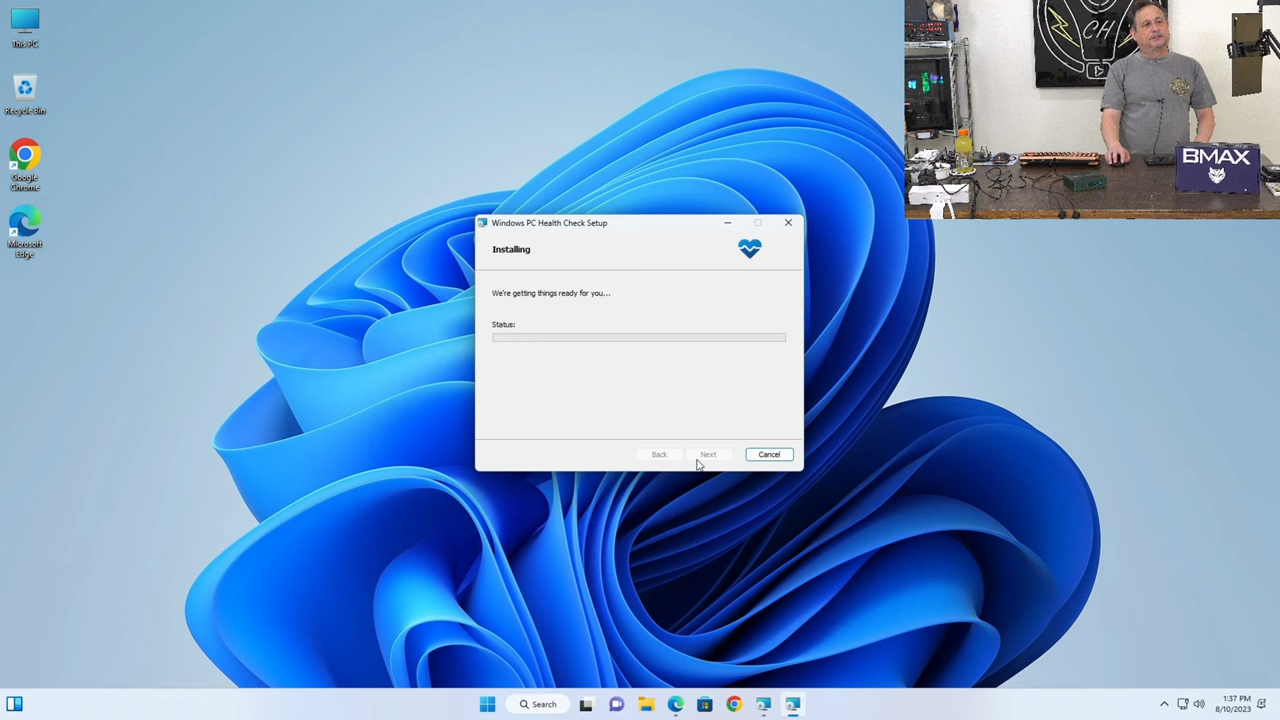 This PC
Recycle Bin
Google
Chrome
Microsoft
Edge
CH
BMAX
Windows PC Health Check Setup
Installing
We're getting things ready for you...
Status:
Back
Next
Cancel
Search
1:37 PM
8/10/2023